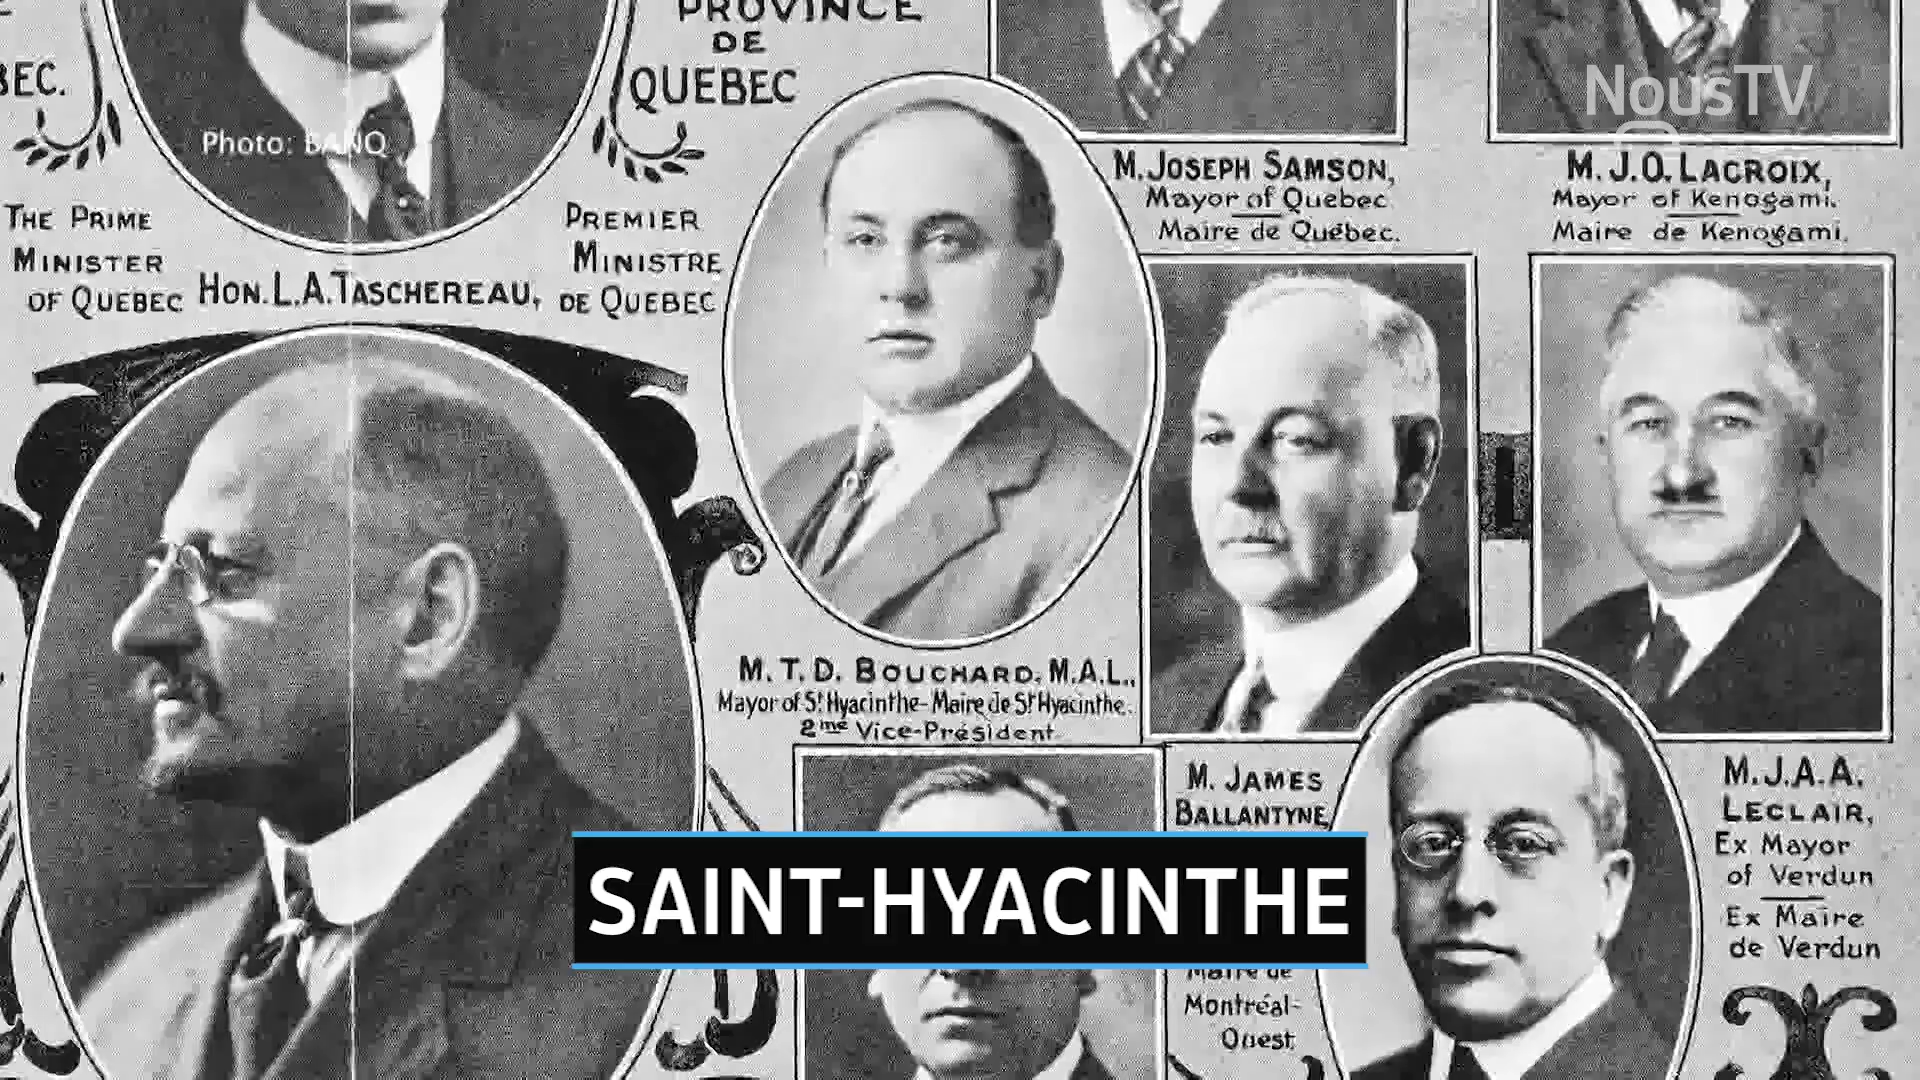 PROVINCE
DE
QUEBEC
BEC.
NousTV
Photo: BANQ
THE PRIME
MINISTER
OF QUEBEC
HON. L.A. TASCHEREAU,
PREMIER
MINISTRE
DE QUEBEC
M. JOSEPH SAMSON,
Mayor of Quebec
Maire de Québec.
M. J.O. LACROIX,
Mayor of Kenogami.
Maire de Kenogami.
M. T. D. BOUCHARD, M.A.L.,
Mayor of St Hyacinthe - Maire de St Hyacinthe.
2me Vice-Président
M. JAMES
BALLANTYNE,
Maire de
Montréal-
Ouest
M. J.A.A.
LECLAIR,
Ex Mayor
of Verdun
Ex Maire
de Verdun
SAINT-HYACINTHE